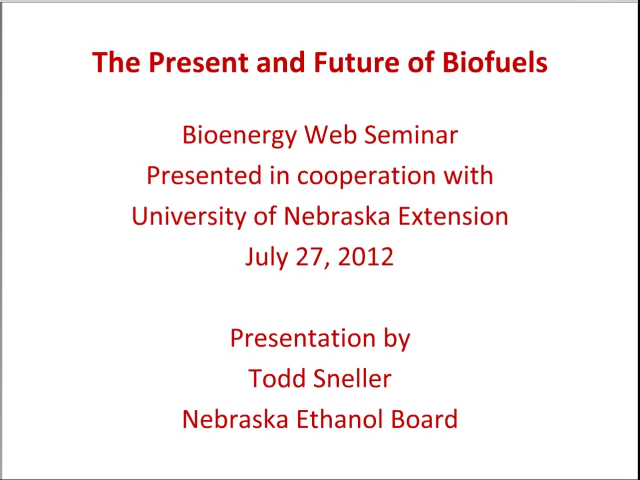 The Present and Future of Biofuels
Bioenergy Web Seminar
Presented in cooperation with
University of Nebraska Extension
July 27, 2012
Presentation by
Todd Sneller
Nebraska Ethanol Board